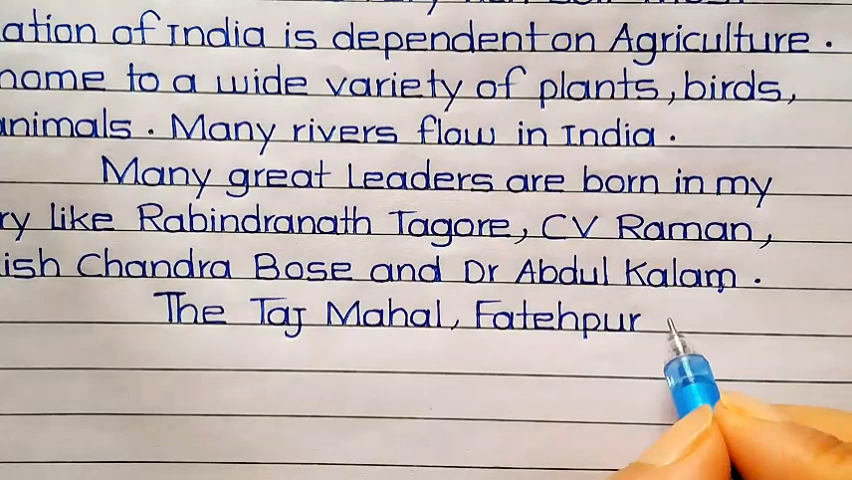 ation of India is dependent on Agriculture.
home to a wide variety of plants, birds,
animals. Many rivers flow in India.
Many great Leaders are born in my
ry like Rabindranath Tagore, CV Raman,
ish Chandra Bose and Dr Abdul Kalam.
The Taj Mahal, Fatehpur